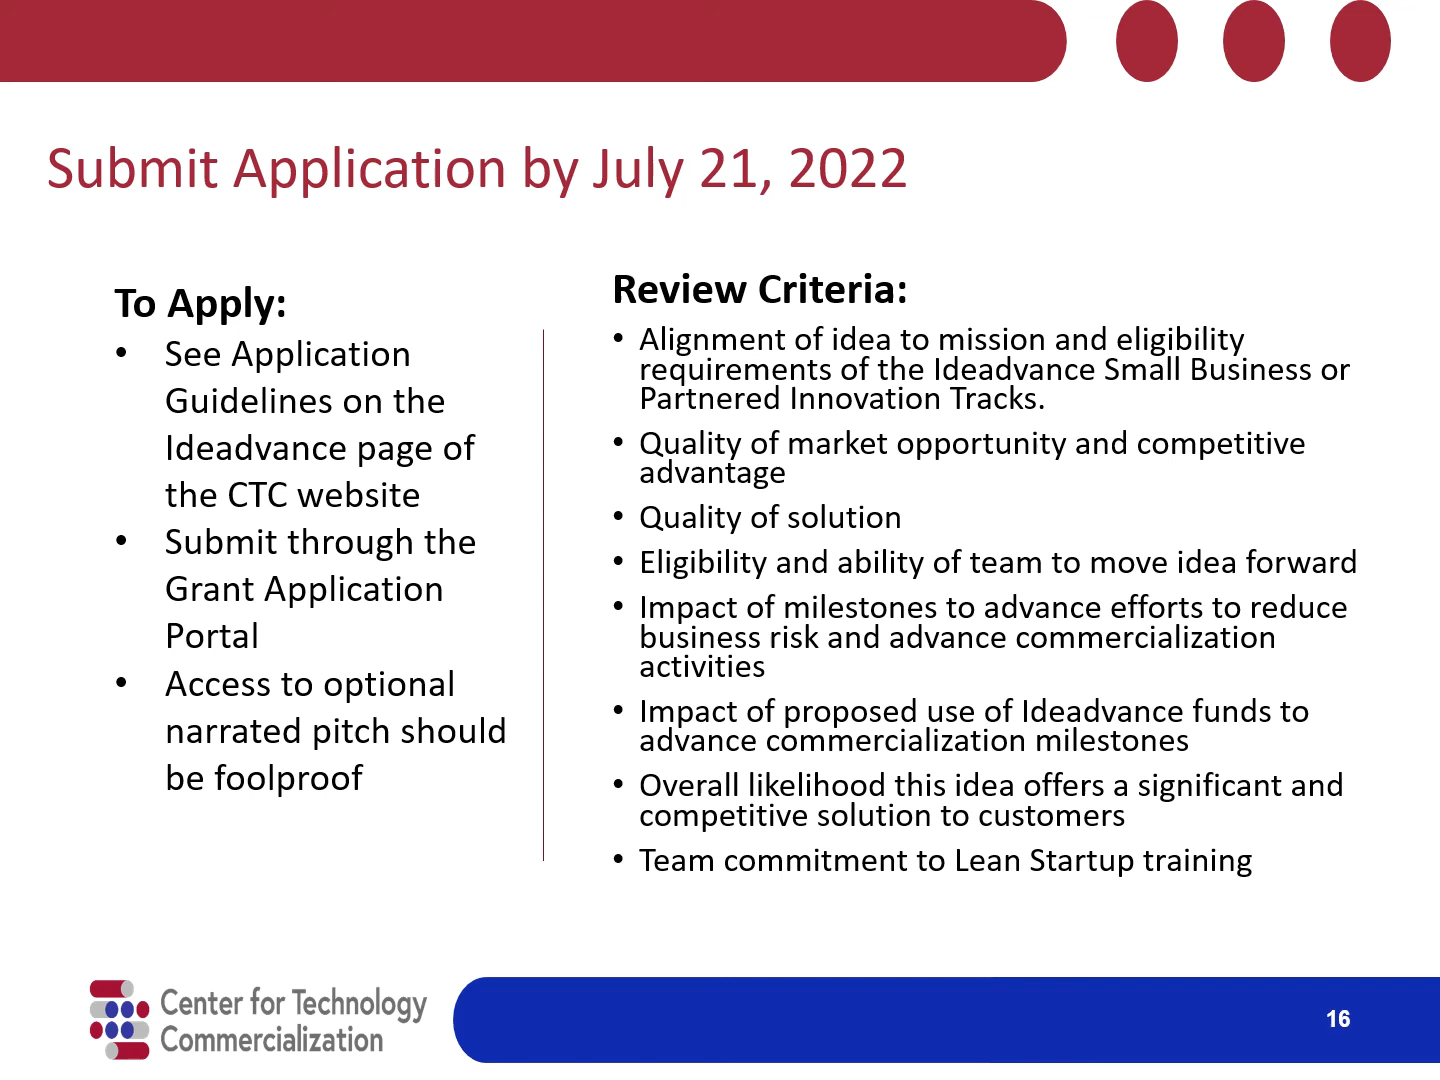 Submit Application by July 21, 2022
To Apply:
• See Application
Guidelines on the
Ideadvance page of
the CTC website
• Submit through the
Grant Application
Portal
• Access to optional
narrated pitch should
be foolproof
Review Criteria:
• Alignment of idea to mission and eligibility
requirements of the Ideadvance Small Business or
Partnered Innovation Tracks.
• Quality of market opportunity and competitive
advantage
• Quality of solution
• Eligibility and ability of team to move idea forward
• Impact of milestones to advance efforts to reduce
business risk and advance commercialization
activities
• Impact of proposed use of Ideadvance funds to
advance commercialization milestones
• Overall likelihood this idea offers a significant and
competitive solution to customers
• Team commitment to Lean Startup training
Center for Technology
Commercialization
16